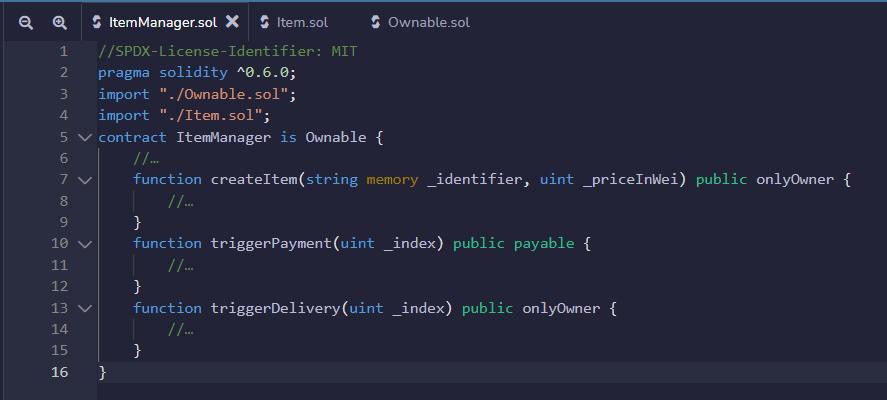 ItemManager.sol Item.sol Ownable.sol
1 //SPDX-License-Identifier: MIT
2 pragma solidity ^0.6.0;
3 import "./Ownable.sol";
4 import "./Item.sol";
5 contract ItemManager is Ownable {
6 //…
7 function createItem(string memory _identifier, uint _priceInWei) public onlyOwner {
8 //…
9 }
10 function triggerPayment(uint _index) public payable {
11 //…
12 }
13 function triggerDelivery(uint _index) public onlyOwner {
14 //…
15 }
16 }